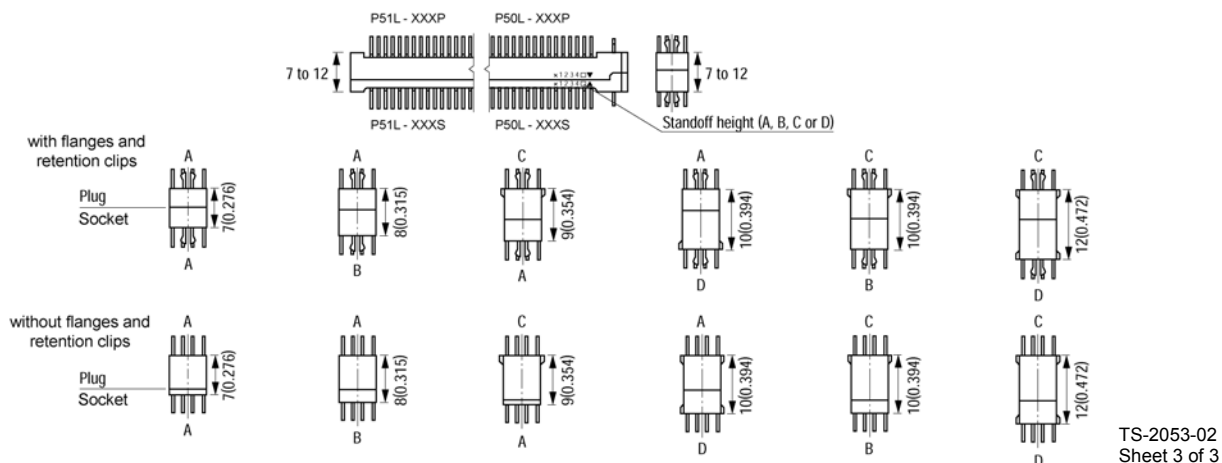 P51L - XXXP P50L - XXXP
7 to 12
×1234□▼
×1234□▲
7 to 12
P51L - XXXS P50L - XXXS
Standoff height (A, B, C or D)
with flanges and
retention clips
A A C A C C
Plug
Socket
7(0.276) 8(0.315) 9(0.354) 10(0.394) 10(0.394) 12(0.472)
A B A D B D
without flanges and
retention clips
A A C A C C
Plug
Socket
7(0.276) 8(0.315) 9(0.354) 10(0.394) 10(0.394) 12(0.472)
A B A D B D
TS-2053-02
Sheet 3 of 3